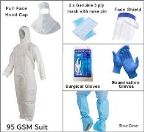 Full Face
Hood Cap
2 x Genuine 3 ply
mask with nose pin
Face Shield
Surgical Gloves
Examination
Gloves
95 GSM Suit
Shoe Cover